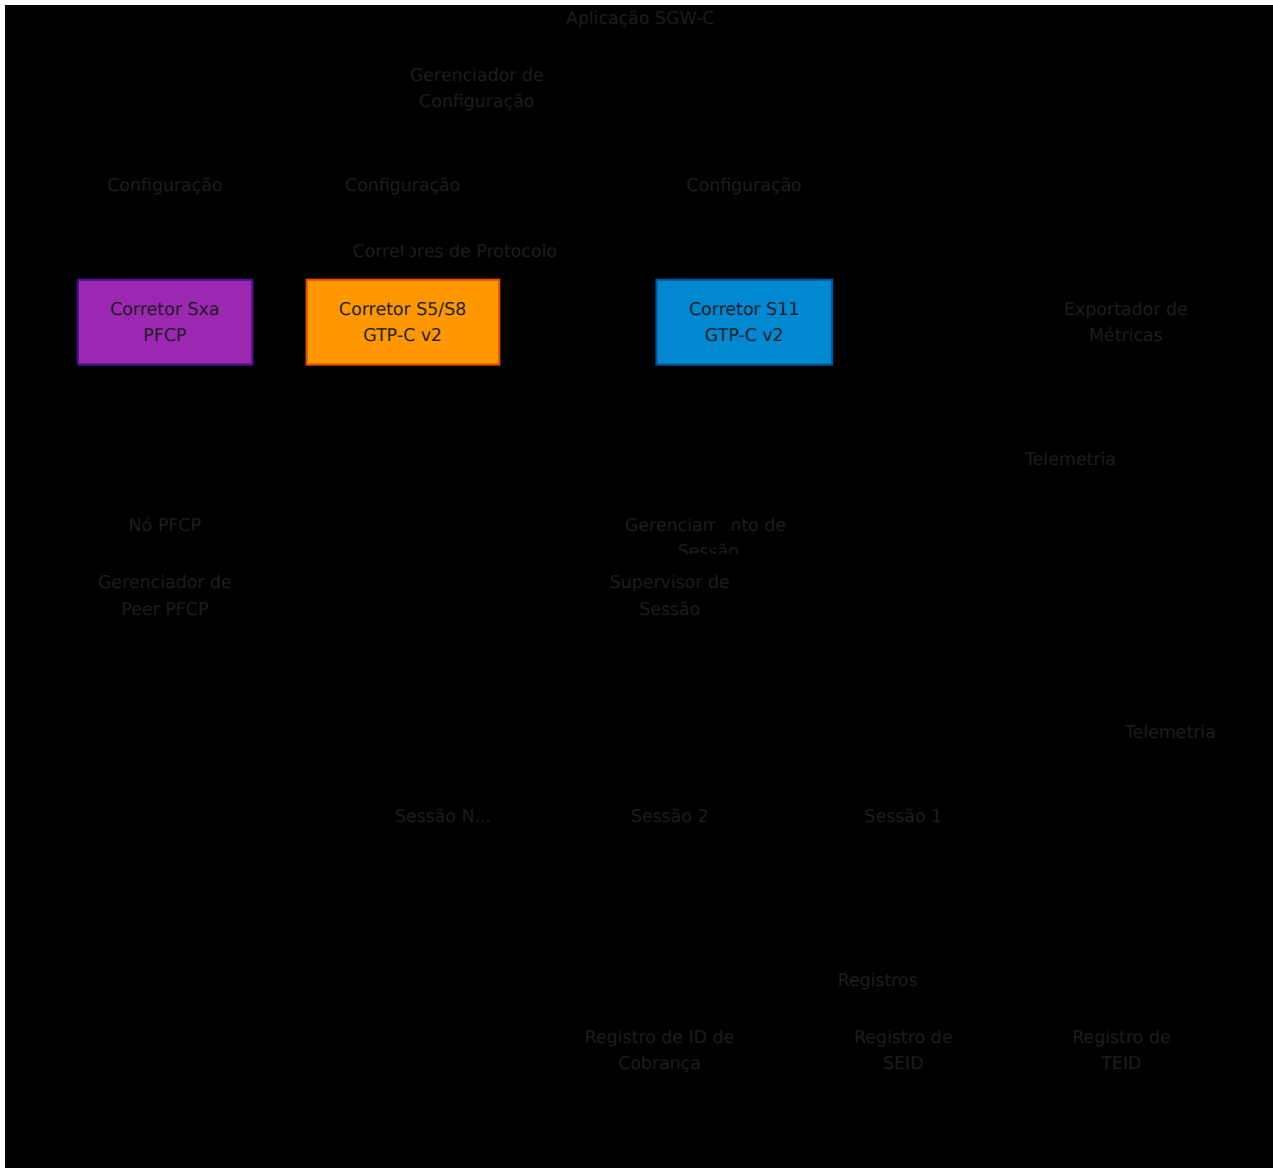 Aplicação SGW-C
Gerenciador de
Configuração
Configuração
Configuração
Configuração
Corretores de Protocolo
Corretor Sxa
PFCP
Corretor S5/S8
GTP-C v2
Corretor S11
GTP-C v2
Exportador de
Métricas
Telemetria
Nó PFCP
Gerenciamento de
Sessão
Gerenciador de
Peer PFCP
Supervisor de
Sessão
Telemetria
Sessão N...
Sessão 2
Sessão 1
Registros
Registro de ID de
Cobrança
Registro de
SEID
Registro de
TEID